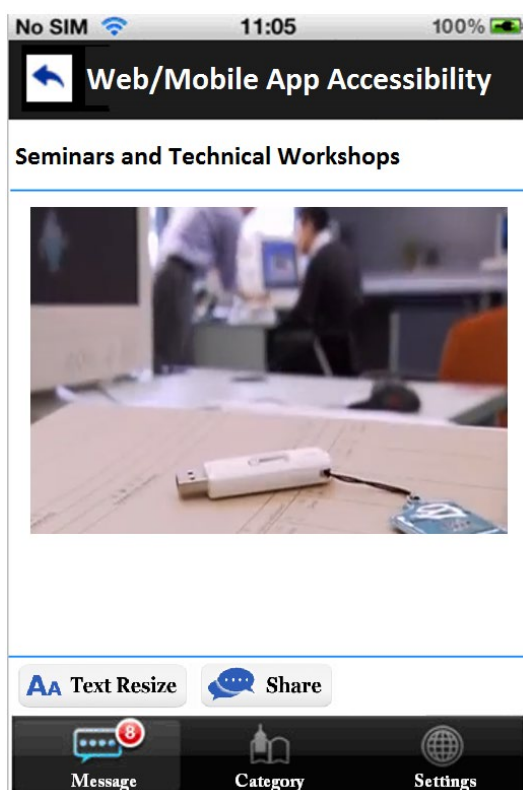 No SIM 11:05 100%
Web/Mobile App Accessibility
Seminars and Technical Workshops
AA Text Resize Share
8
Message Category Settings